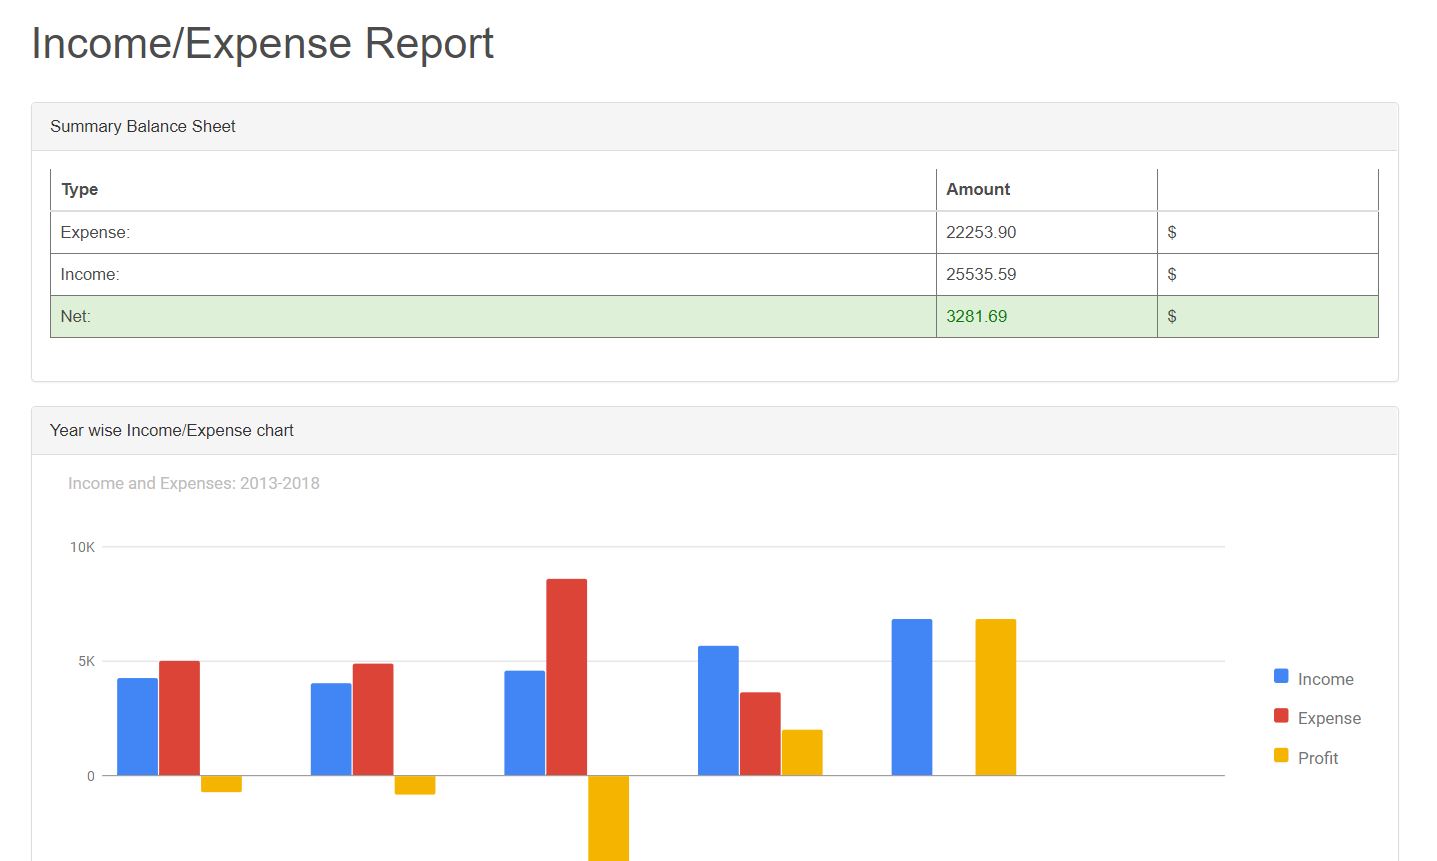 Income/Expense Report
Summary Balance Sheet
Type Amount
Expense: 22253.90 $
Income: 25535.59 $
Net: 3281.69 $
Year wise Income/Expense chart
Income and Expenses: 2013-2018
10K
5K
0
Income
Expense
Profit